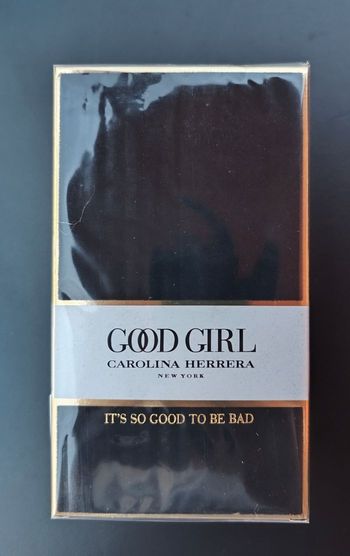 GOOD GIRL
CAROLINA HERRERA
NEW YORK
IT'S SO GOOD TO BE BAD